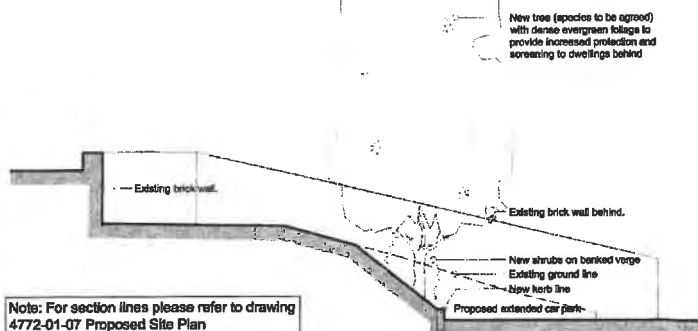 New tree (species to be agreed)
with dense evergreen foliage to
provide increased protection and
screening to dwellings behind
Existing brick wall.
Existing brick wall behind.
New shrubs on banked verge
Existing ground line
New kerb line
Proposed extended car park
Note: For section lines please refer to drawing
4772-01-07 Proposed Site Plan